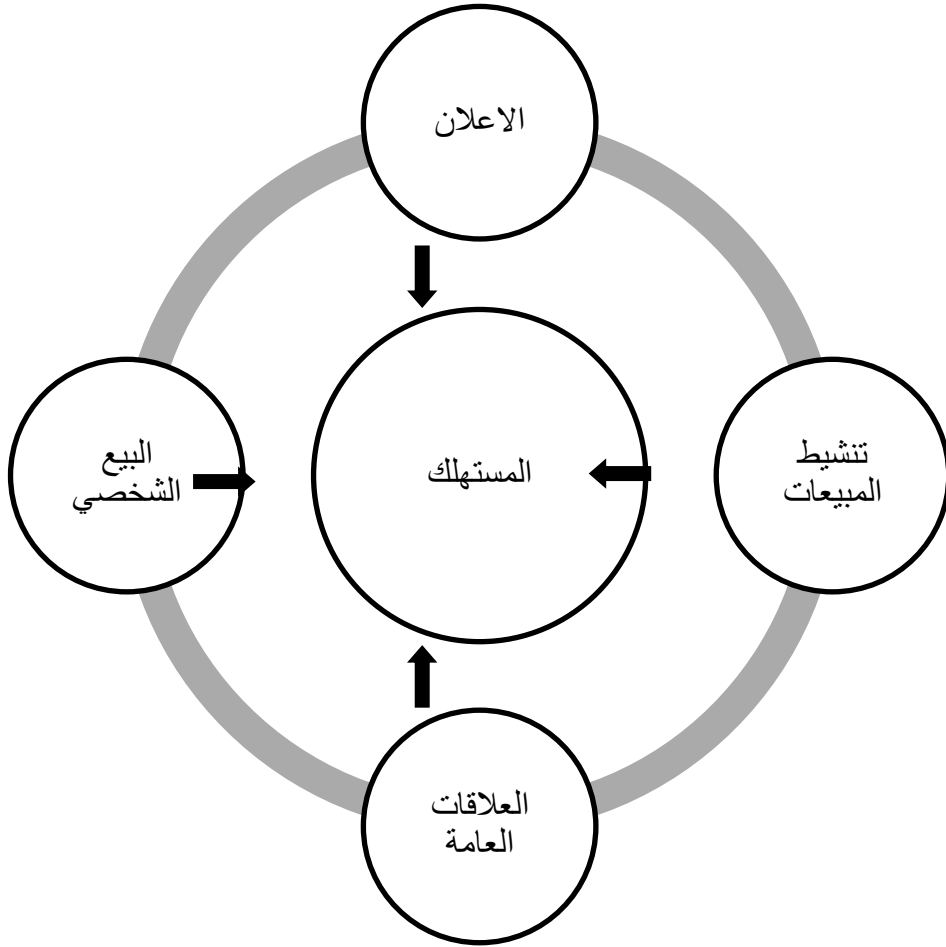 الاعلان
تنشيط
المبيعات
المستهلك
البيع
الشخصي
العلاقات
العامة